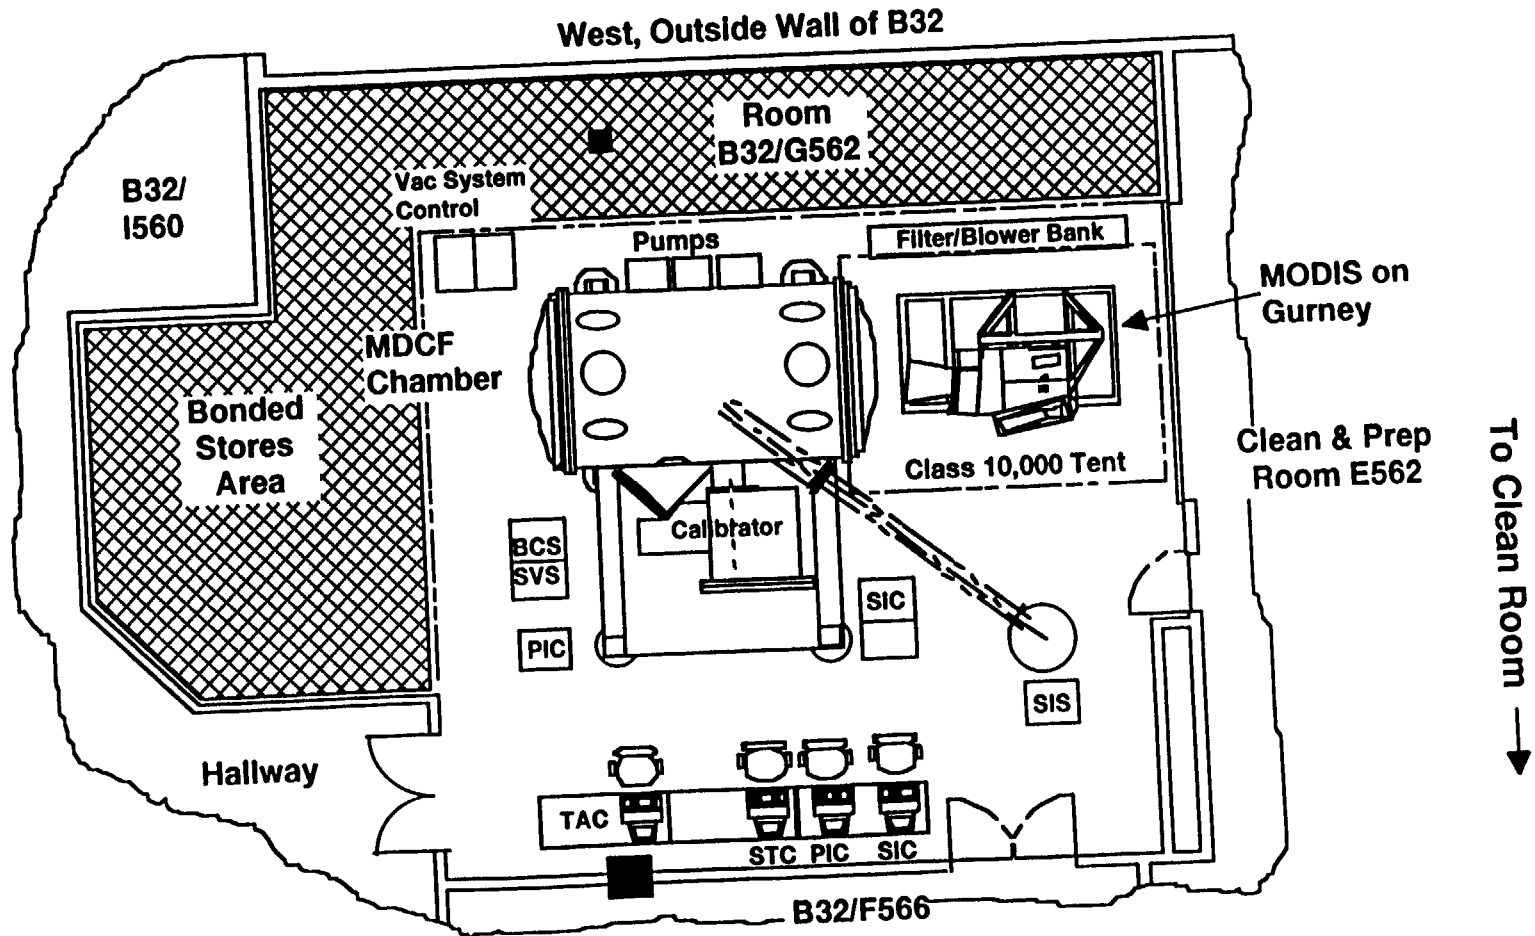 West, Outside Wall of B32
Room
B32/G562
Vac System
Control
B32/
I560
Pumps
Filter/Blower Bank
MODIS on
Gurney
MDCF
Chamber
Bonded
Stores
Area
Class 10,000 Tent
Clean & Prep
Room E562
To Clean Room
Calibrator
BCS
SVS
SIC
PIC
SIS
Hallway
TAC
STC PIC SIC
B32/F566